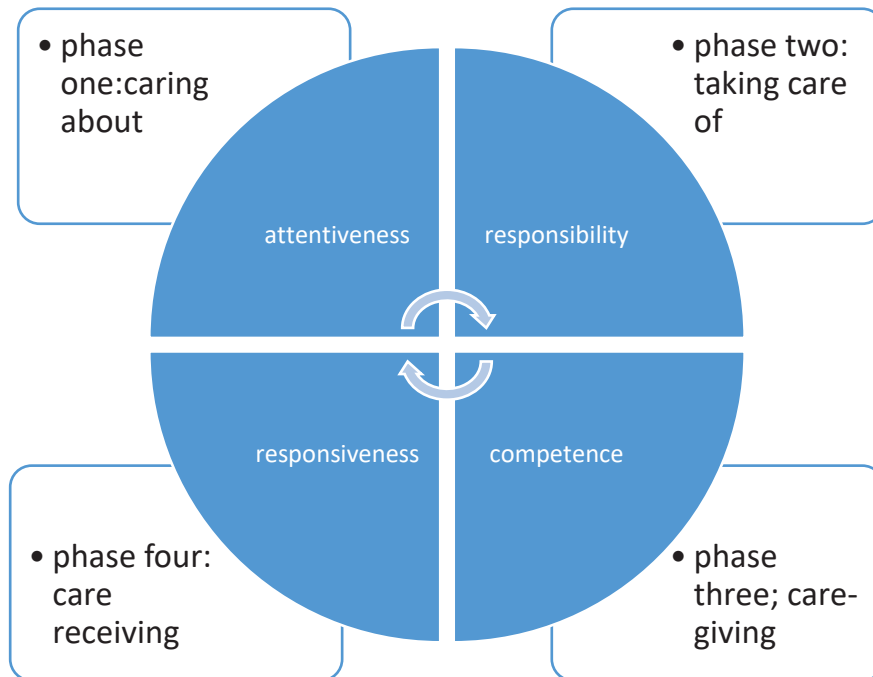 • phase
one:caring
about
• phase two:
taking care
of
attentiveness
responsibility
responsiveness
competence
• phase four:
care
receiving
• phase
three; care-
giving